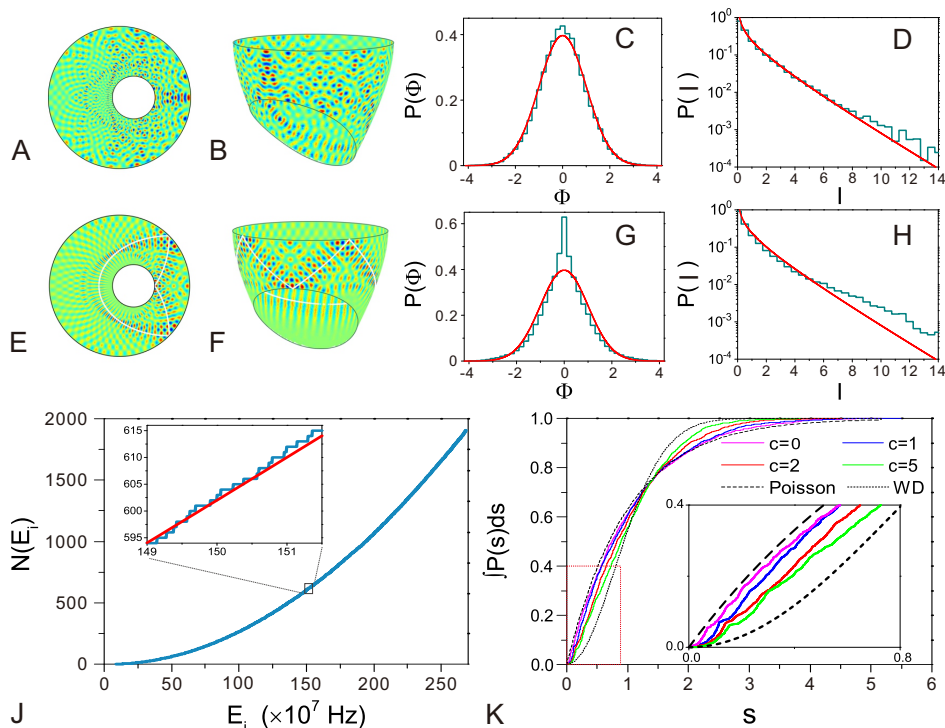 A
B
C
D
P(Φ)
0.4
0.2
0
-4 -2 0 2 4
Φ
P( I )
10^0
10^-1
10^-2
10^-3
10^-4
0 2 4 6 8 10 12 14
I
E
F
G
H
P(Φ)
0.6
0.4
0.2
0
-4 -2 0 2 4
Φ
P( I )
10^0
10^-1
10^-2
10^-3
10^-4
0 2 4 6 8 10 12 14
I
J
N(E_i)
2000
1500
1000
500
0
0 50 100 150 200 250
E_i (×10^7 Hz)
615
610
605
600
595
149 150 151
K
∫P(s)ds
1.0
0.8
0.6
0.4
0.2
0.0
0 1 2 3 4 5 6
s
c=0 c=1
c=2 c=5
Poisson WD
0.4
0.0
0.0 0.8